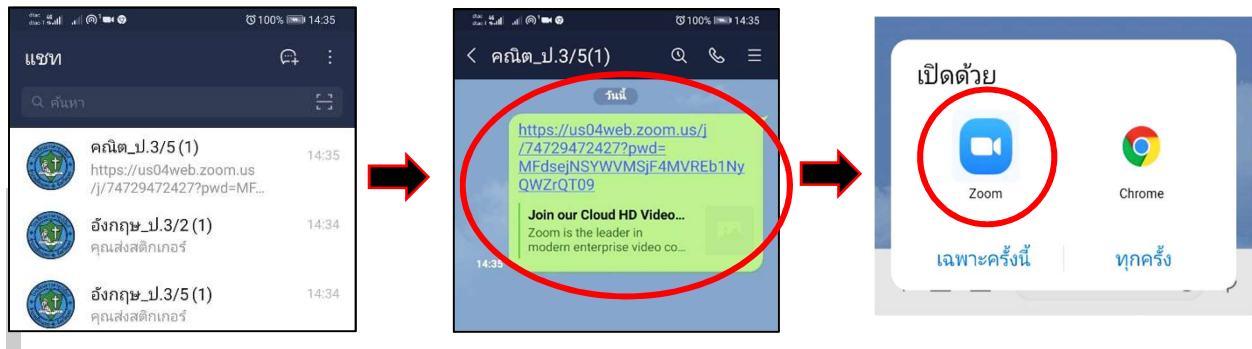 100% 14:35
แชท
ค้นหา
คณิต_ป.3/5 (1)
14:35
https://us04web.zoom.us
/j/74729472427?pwd=MF...
อังกฤษ_ป.3/2 (1)
14:34
คุณส่งสติกเกอร์
อังกฤษ_ป.3/5 (1)
14:34
คุณส่งสติกเกอร์
100% 14:35
คณิต_ป.3/5(1)
วันนี้
https://us04web.zoom.us/j
/74729472427?pwd=
MFdsejNSYWVMSjF4MVREb1Ny
QWZrQT09
Join our Cloud HD Video...
Zoom is the leader in
modern enterprise video co...
14:35
เปิดด้วย
Zoom
Chrome
เฉพาะครั้งนี้
ทุกครั้ง